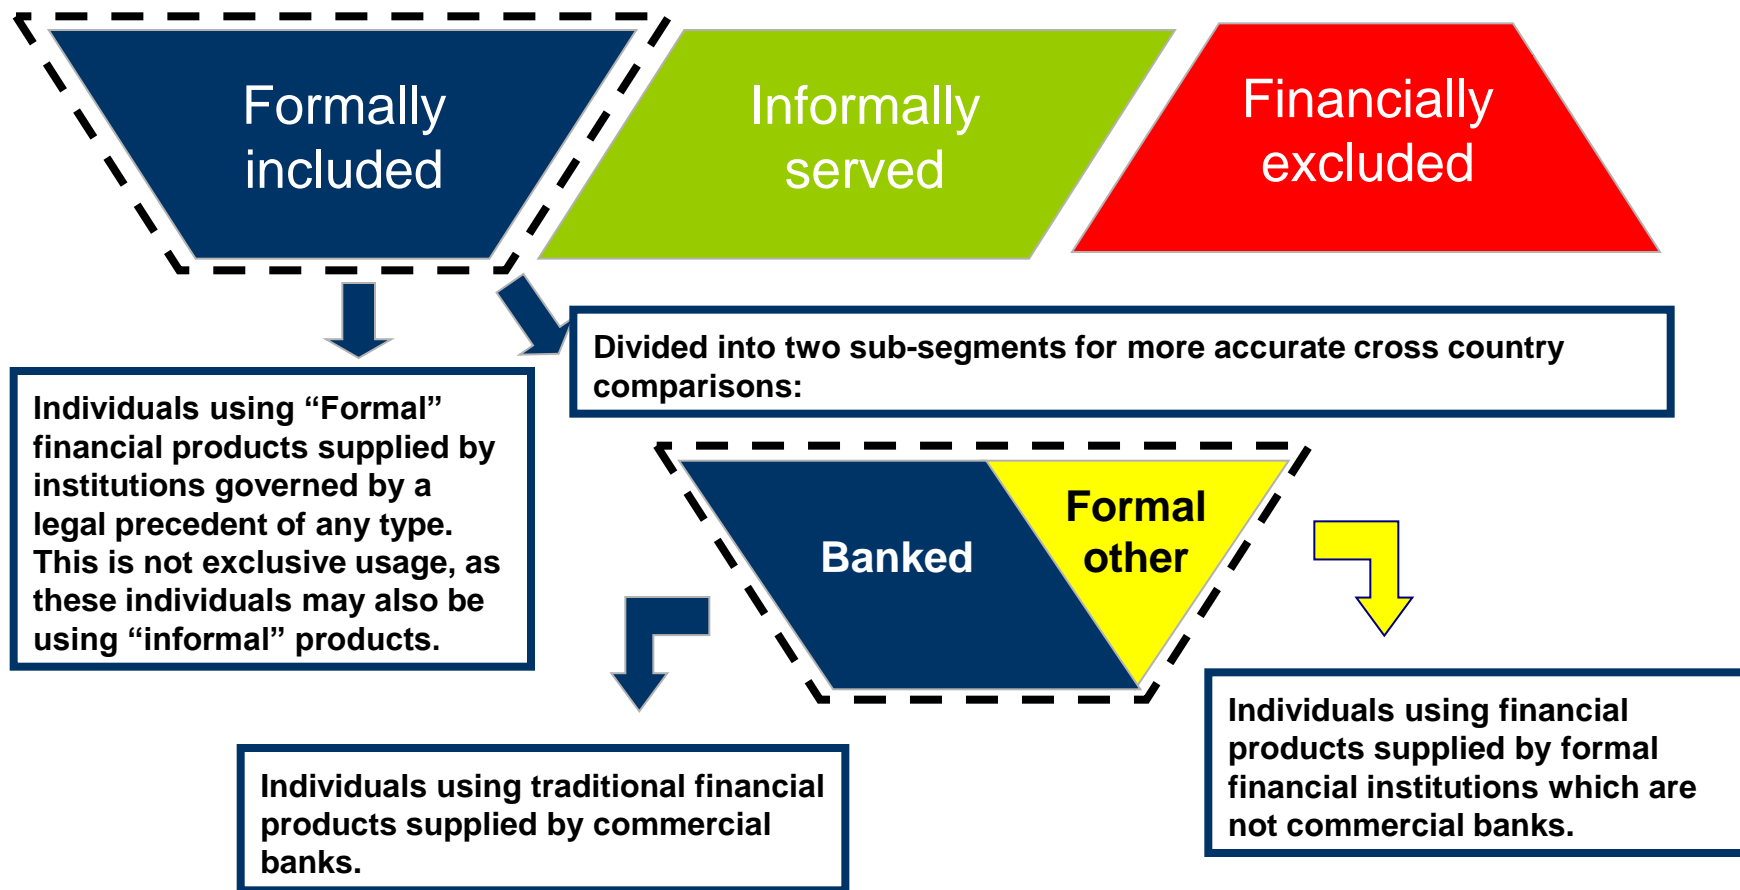 Formally
included
Informally
served
Financially
excluded
Divided into two sub-segments for more accurate cross country
comparisons:
Individuals using “Formal”
financial products supplied by
institutions governed by a
legal precedent of any type.
This is not exclusive usage, as
these individuals may also be
using “informal” products.
Banked
Formal
other
Individuals using traditional financial
products supplied by commercial
banks.
Individuals using financial
products supplied by formal
financial institutions which are
not commercial banks.